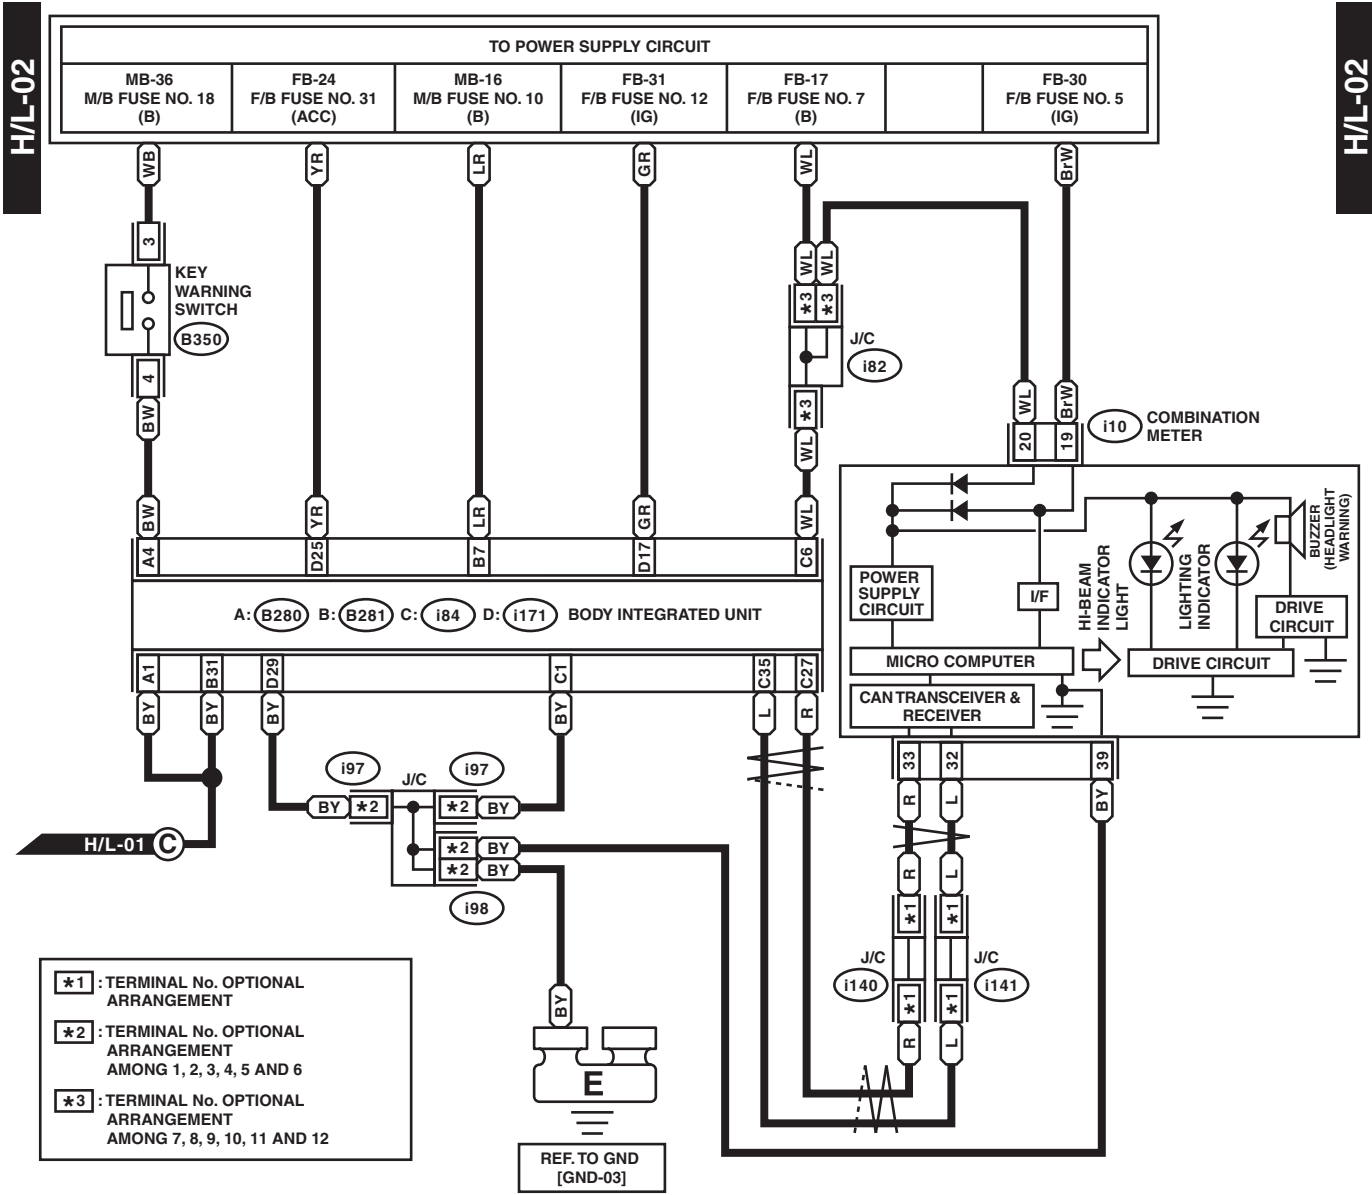 H/L-02
H/L-02
TO POWER SUPPLY CIRCUIT
MB-36
M/B FUSE NO. 18
(B)
FB-24
F/B FUSE NO. 31
(ACC)
MB-16
M/B FUSE NO. 10
(B)
FB-31
F/B FUSE NO. 12
(IG)
FB-17
F/B FUSE NO. 7
(B)
FB-30
F/B FUSE NO. 5
(IG)
WB
YR
LR
GR
WL
BrW
3
KEY
WARNING
SWITCH
B350
4
BW
WL
WL
*3
*3
J/C
i82
*3
WL
WL
BrW
20
19
i10
COMBINATION
METER
BW
YR
LR
GR
WL
A4
D25
B7
D17
C6
A: B280 B: B281 C: i84 D: i171 BODY INTEGRATED UNIT
A1
B31
D29
C1
C35
C27
BY
BY
BY
BY
L
R
POWER
SUPPLY
CIRCUIT
I/F
HI-BEAM
INDICATOR
LIGHT
LIGHTING
INDICATOR
BUZZER
(HEADLIGHT
WARNING)
DRIVE
CIRCUIT
MICRO COMPUTER
DRIVE CIRCUIT
CAN TRANSCEIVER &
RECEIVER
33
32
39
R
L
BY
i97
J/C
i97
BY
*2
*2
BY
*2
BY
*2
BY
i98
H/L-01
C
R
L
*1
*1
J/C
i140
J/C
i141
*1
*1
R
L
BY
E
REF. TO GND
[GND-03]
*1 : TERMINAL No. OPTIONAL
ARRANGEMENT
*2 : TERMINAL No. OPTIONAL
ARRANGEMENT
AMONG 1, 2, 3, 4, 5 AND 6
*3 : TERMINAL No. OPTIONAL
ARRANGEMENT
AMONG 7, 8, 9, 10, 11 AND 12